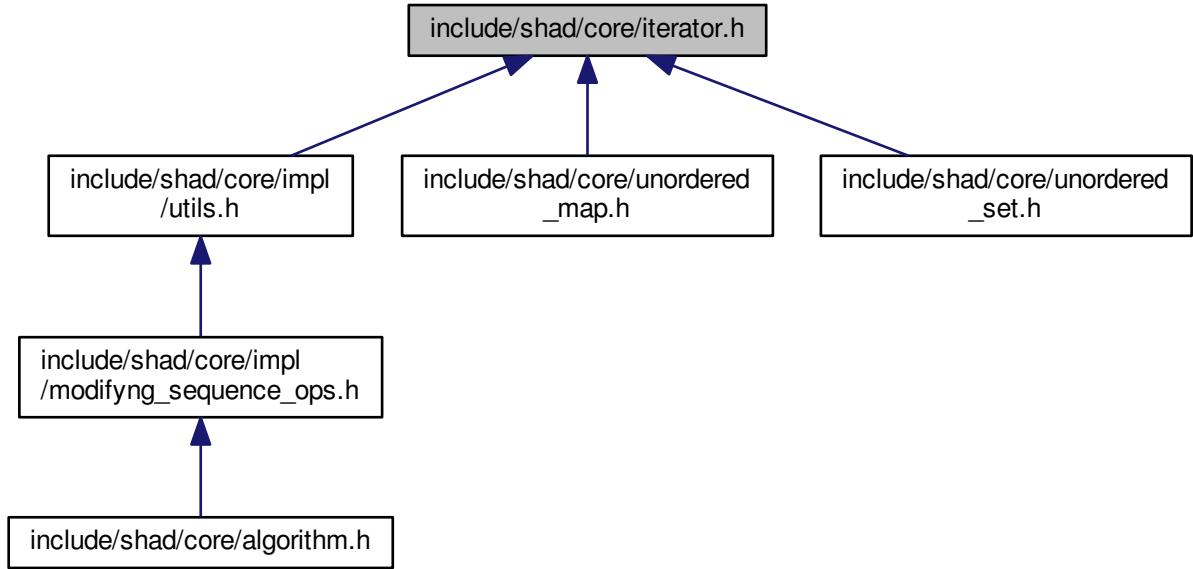 include/shad/core/iterator.h
include/shad/core/impl
/utils.h
include/shad/core/unordered
_map.h
include/shad/core/unordered
_set.h
include/shad/core/impl
/modifyng_sequence_ops.h
include/shad/core/algorithm.h